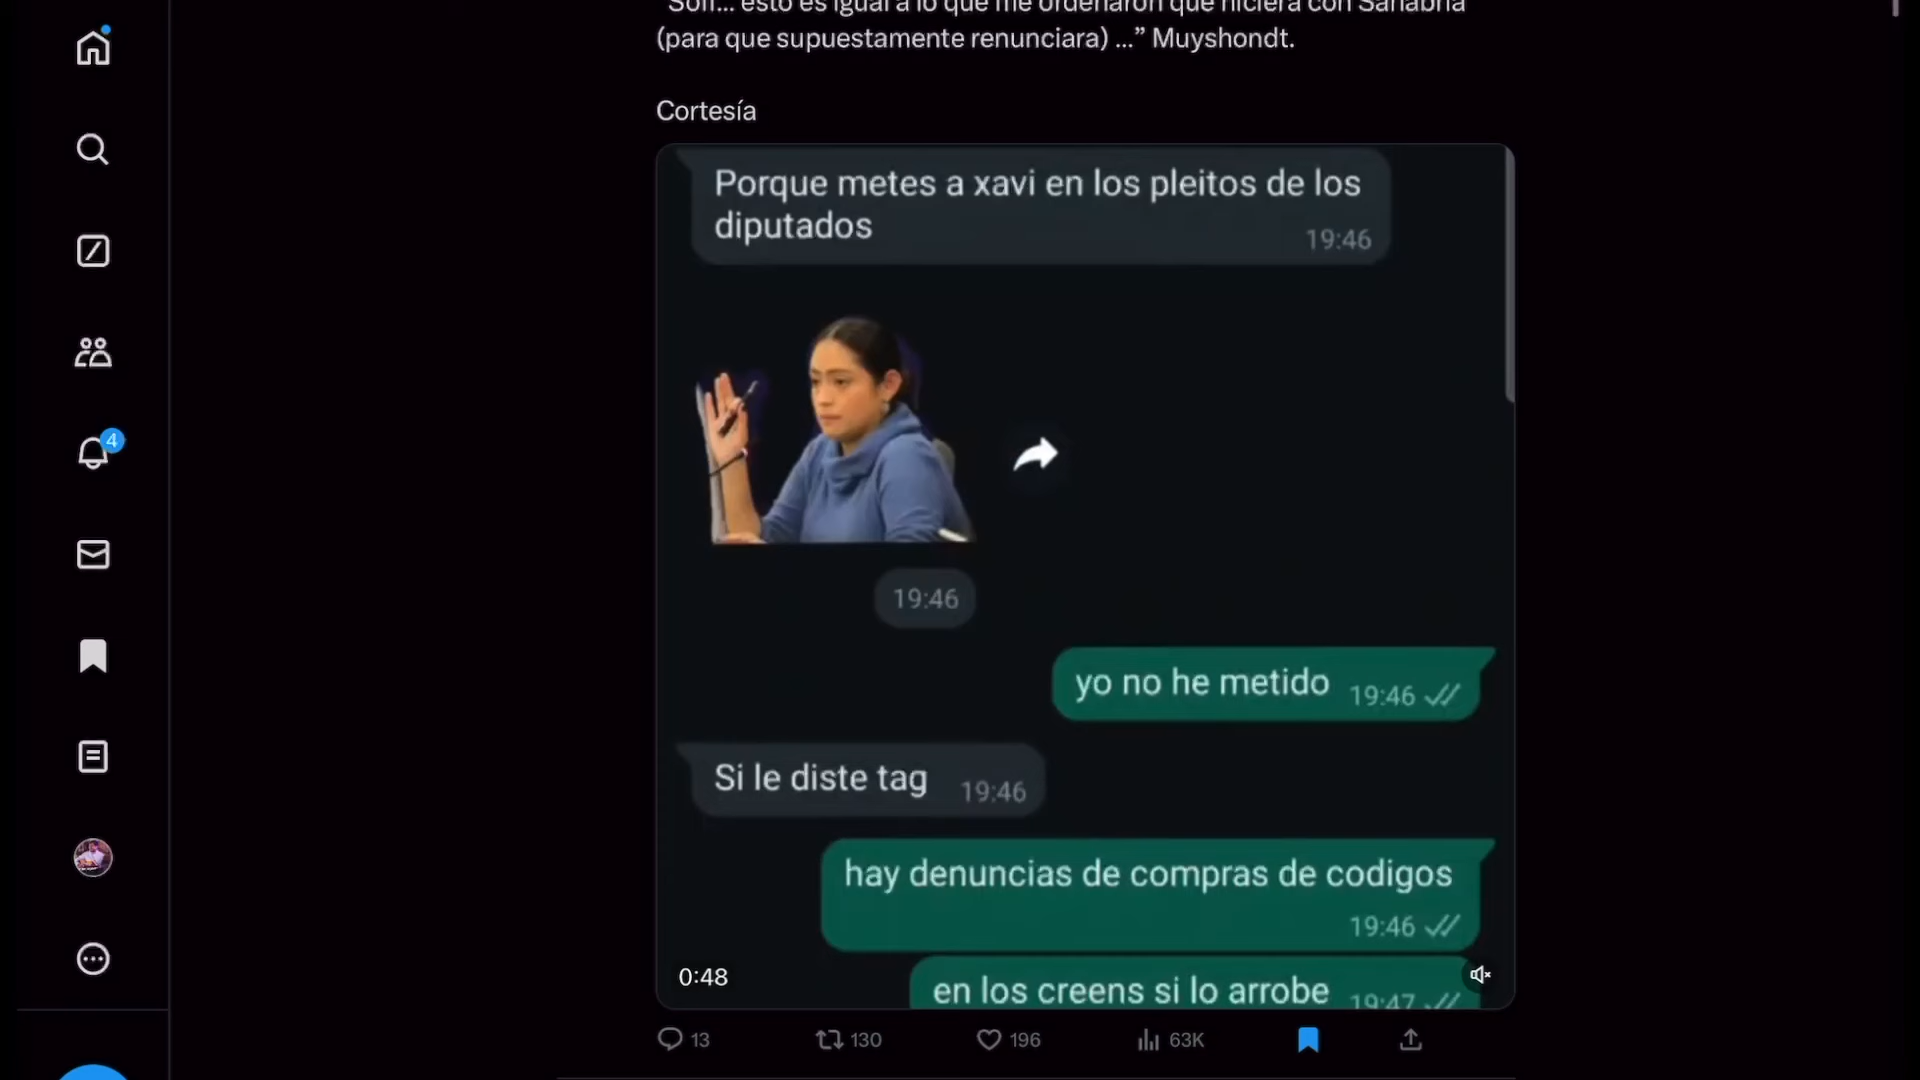 "Sofi... esto es igual a lo que me ordenaron que hiciera con Sanabria
(para que supuestamente renunciara) ...” Muyshondt.
Cortesía
Porque metes a xavi en los pleitos de los
diputados
19:46
19:46
yo no he metido 19:46
Si le diste tag 19:46
hay denuncias de compras de codigos
19:46
en los creens si lo arrobe 19:47
0:48
4
13 130 196 63K